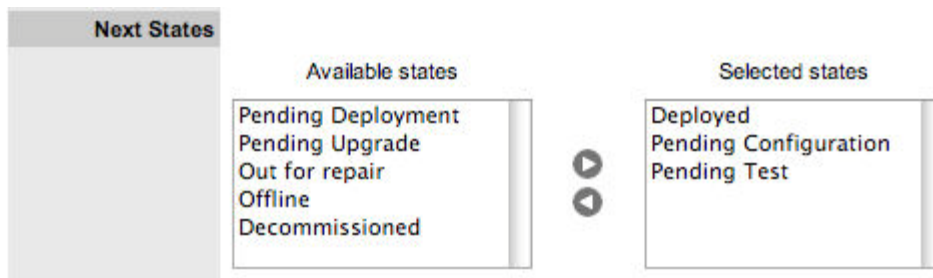 Next States
Available states
Selected states
Pending Deployment
Pending Upgrade
Out for repair
Offline
Decommissioned
Deployed
Pending Configuration
Pending Test